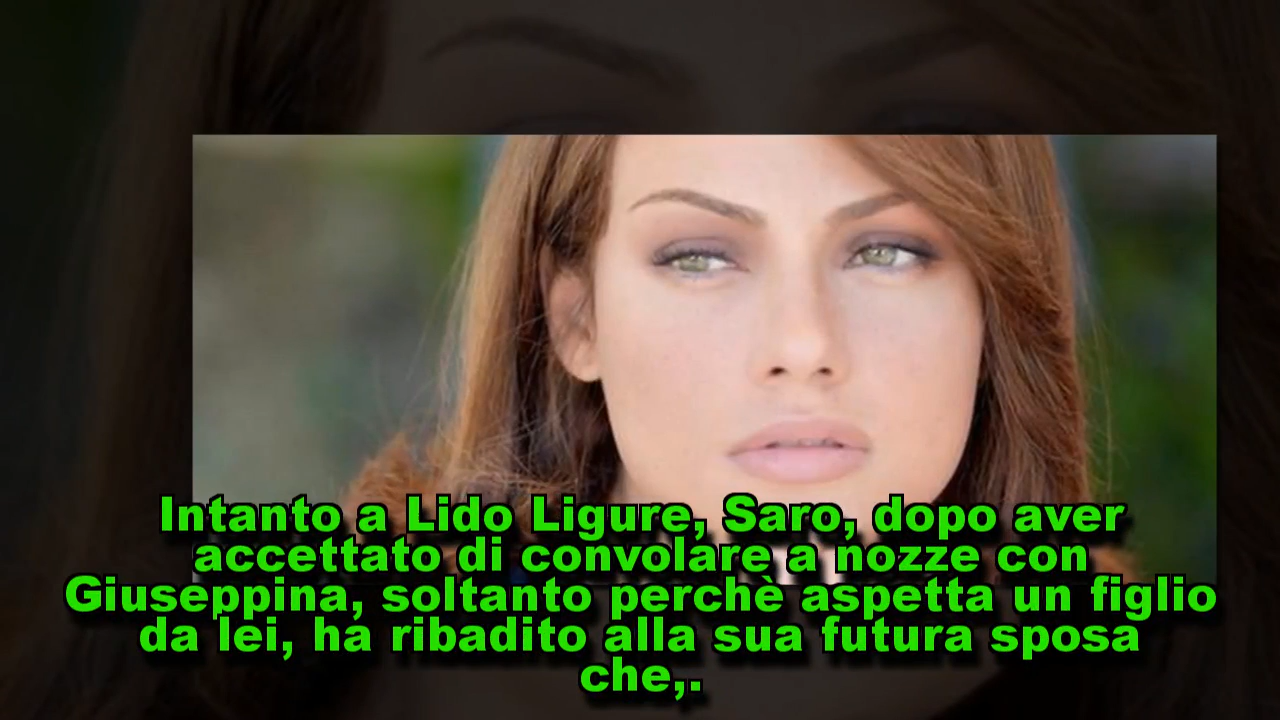 Intanto a Lido Ligure, Saro, dopo aver
accettato di convolare a nozze con
Giuseppina, soltanto perchè aspetta un figlio
da lei, ha ribadito alla sua futura sposa
che,.